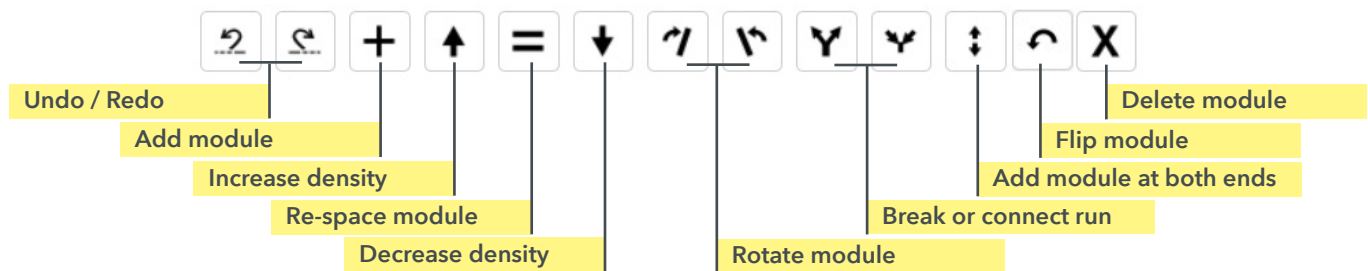 X
Undo / Redo
Delete module
Add module
Flip module
Increase density
Add module at both ends
Re-space module
Break or connect run
Decrease density
Rotate module